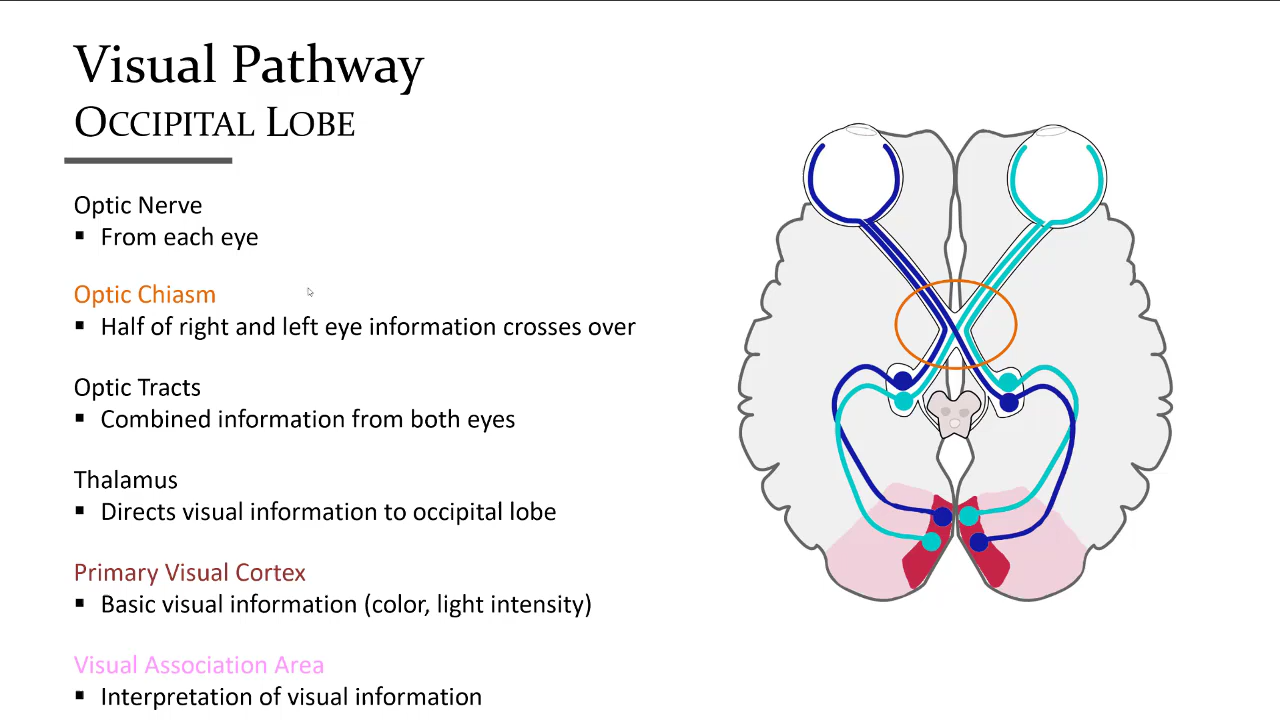 Visual Pathway
OCCIPITAL LOBE
Optic Nerve
▪ From each eye
Optic Chiasm
▪ Half of right and left eye information crosses over
Optic Tracts
▪ Combined information from both eyes
Thalamus
▪ Directs visual information to occipital lobe
Primary Visual Cortex
▪ Basic visual information (color, light intensity)
Visual Association Area
▪ Interpretation of visual information